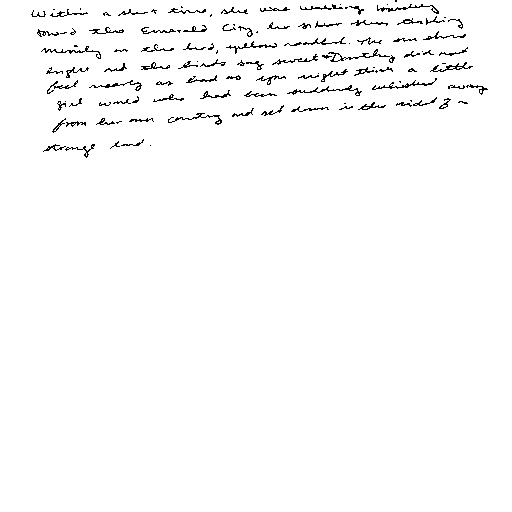 Within a short time, she was walking briskly
toward the Emerald City, her silver shoes tinkling
merrily on the hard, yellow roadbed. The sun shone
bright and the birds sang sweet Dorothy did not
feel nearly as bad as you might think a little
girl would who had been suddenly whisked away
from her own country and set down in the midst of a
strange land.